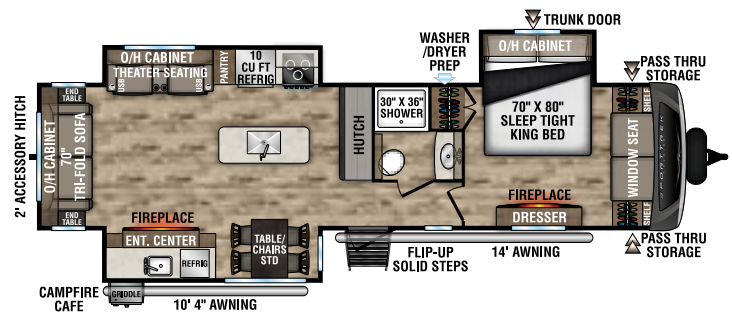 TRUNK DOOR
WASHER
/DRYER
PREP
O/H CABINET
PASS THRU
STORAGE
O/H CABINET
THEATER SEATING
USB
USB
PANTRY
10
CU FT
REFRIG
2' ACCESSORY HITCH
END
TABLE
O/H CABINET
70"
TRI-FOLD SOFA
END
TABLE
HUTCH
30" X 36"
SHOWER
70" X 80"
SLEEP TIGHT
KING BED
SHELF
WINDOW SEAT
SHELF
SPORTTREK
FIREPLACE
ENT. CENTER
REFRIG
TABLE/
CHAIRS
STD
FIREPLACE
DRESSER
FLIP-UP
SOLID STEPS
14' AWNING
PASS THRU
STORAGE
CAMPFIRE
CAFE
GRIDDLE
10' 4" AWNING